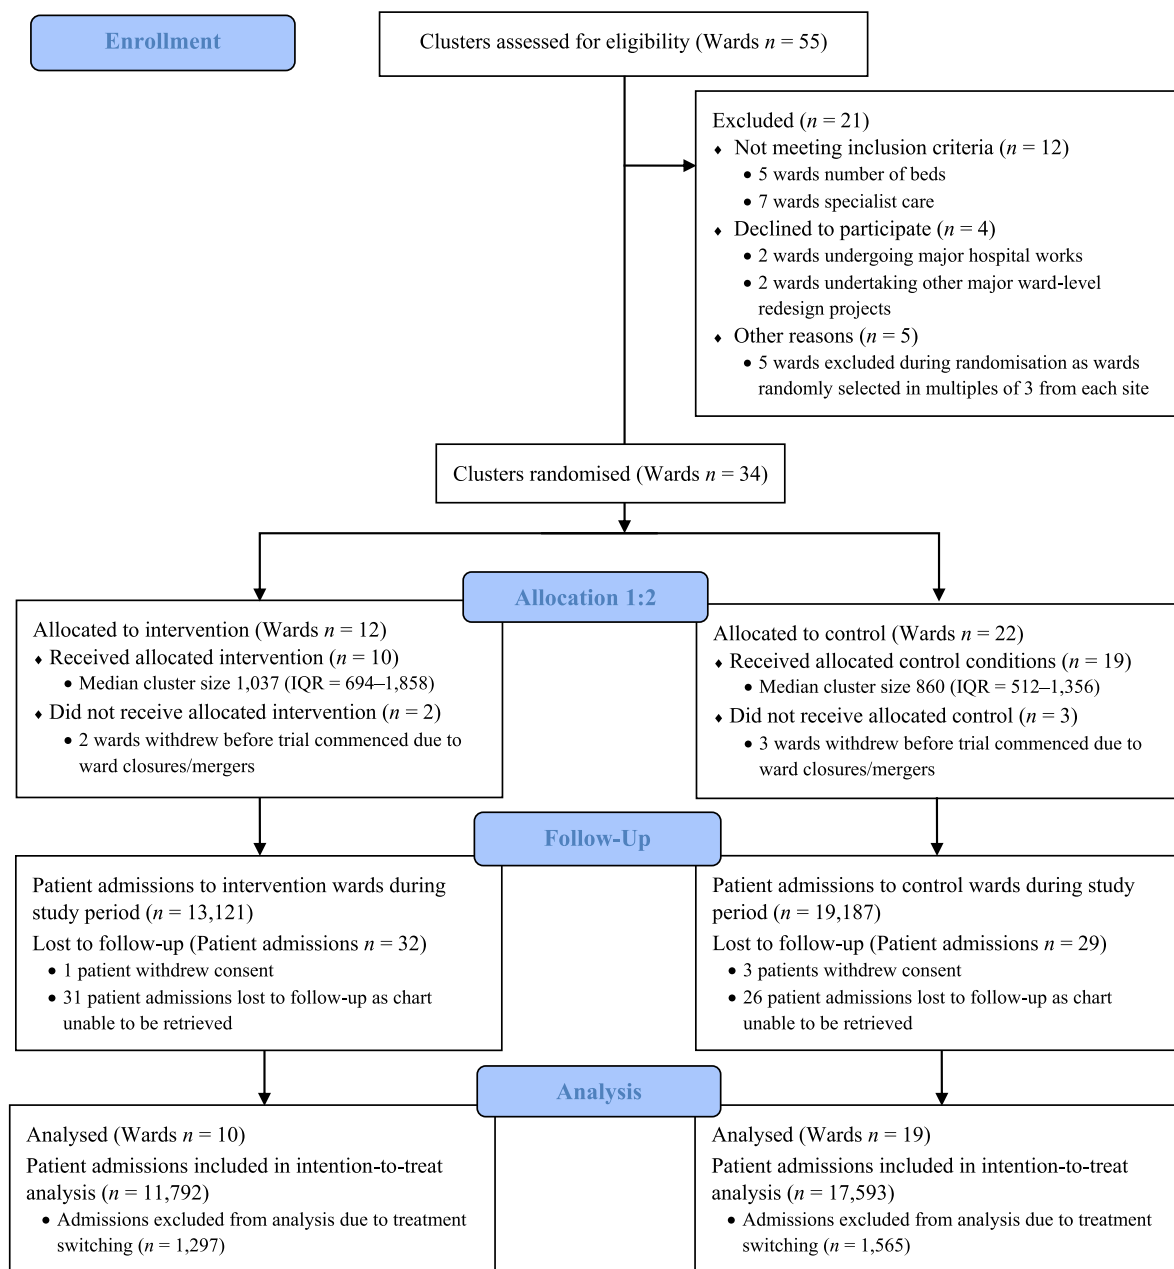 Enrollment
Clusters assessed for eligibility (Wards n = 55)
Excluded (n = 21)
⬧ Not meeting inclusion criteria (n = 12)
• 5 wards number of beds
• 7 wards specialist care
⬧ Declined to participate (n = 4)
• 2 wards undergoing major hospital works
• 2 wards undertaking other major ward-level
redesign projects
⬧ Other reasons (n = 5)
• 5 wards excluded during randomisation as wards
randomly selected in multiples of 3 from each site
Clusters randomised (Wards n = 34)
Allocation 1:2
Allocated to intervention (Wards n = 12)
⬧ Received allocated intervention (n = 10)
• Median cluster size 1,037 (IQR = 694–1,858)
⬧ Did not receive allocated intervention (n = 2)
• 2 wards withdrew before trial commenced due to
ward closures/mergers
Allocated to control (Wards n = 22)
⬧ Received allocated control conditions (n = 19)
• Median cluster size 860 (IQR = 512–1,356)
⬧ Did not receive allocated control (n = 3)
• 3 wards withdrew before trial commenced due to
ward closures/mergers
Follow-Up
Patient admissions to intervention wards during
study period (n = 13,121)
Lost to follow-up (Patient admissions n = 32)
• 1 patient withdrew consent
• 31 patient admissions lost to follow-up as chart
unable to be retrieved
Patient admissions to control wards during study
period (n = 19,187)
Lost to follow-up (Patient admissions n = 29)
• 3 patients withdrew consent
• 26 patient admissions lost to follow-up as chart
unable to be retrieved
Analysis
Analysed (Wards n = 10)
Patient admissions included in intention-to-treat
analysis (n = 11,792)
• Admissions excluded from analysis due to treatment
switching (n = 1,297)
Analysed (Wards n = 19)
Patient admissions included in intention-to-treat
analysis (n = 17,593)
• Admissions excluded from analysis due to treatment
switching (n = 1,565)